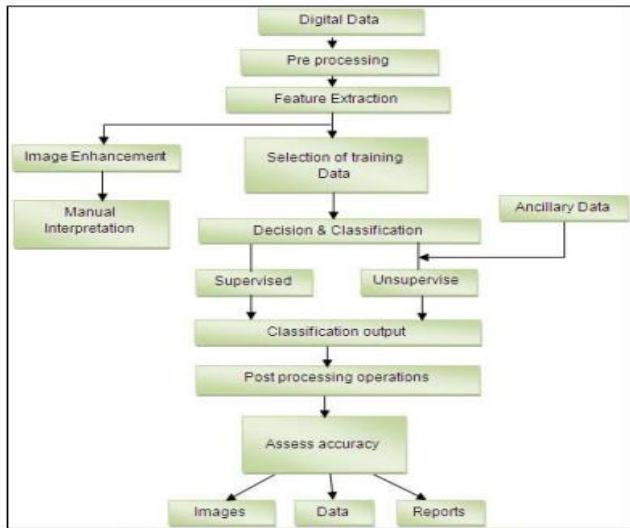 Digital Data
Pre processing
Feature Extraction
Image Enhancement
Selection of training
Data
Manual
Interpretation
Ancillary Data
Decision & Classification
Supervised
Unsupervise
Classification output
Post processing operations
Assess accuracy
Images
Data
Reports